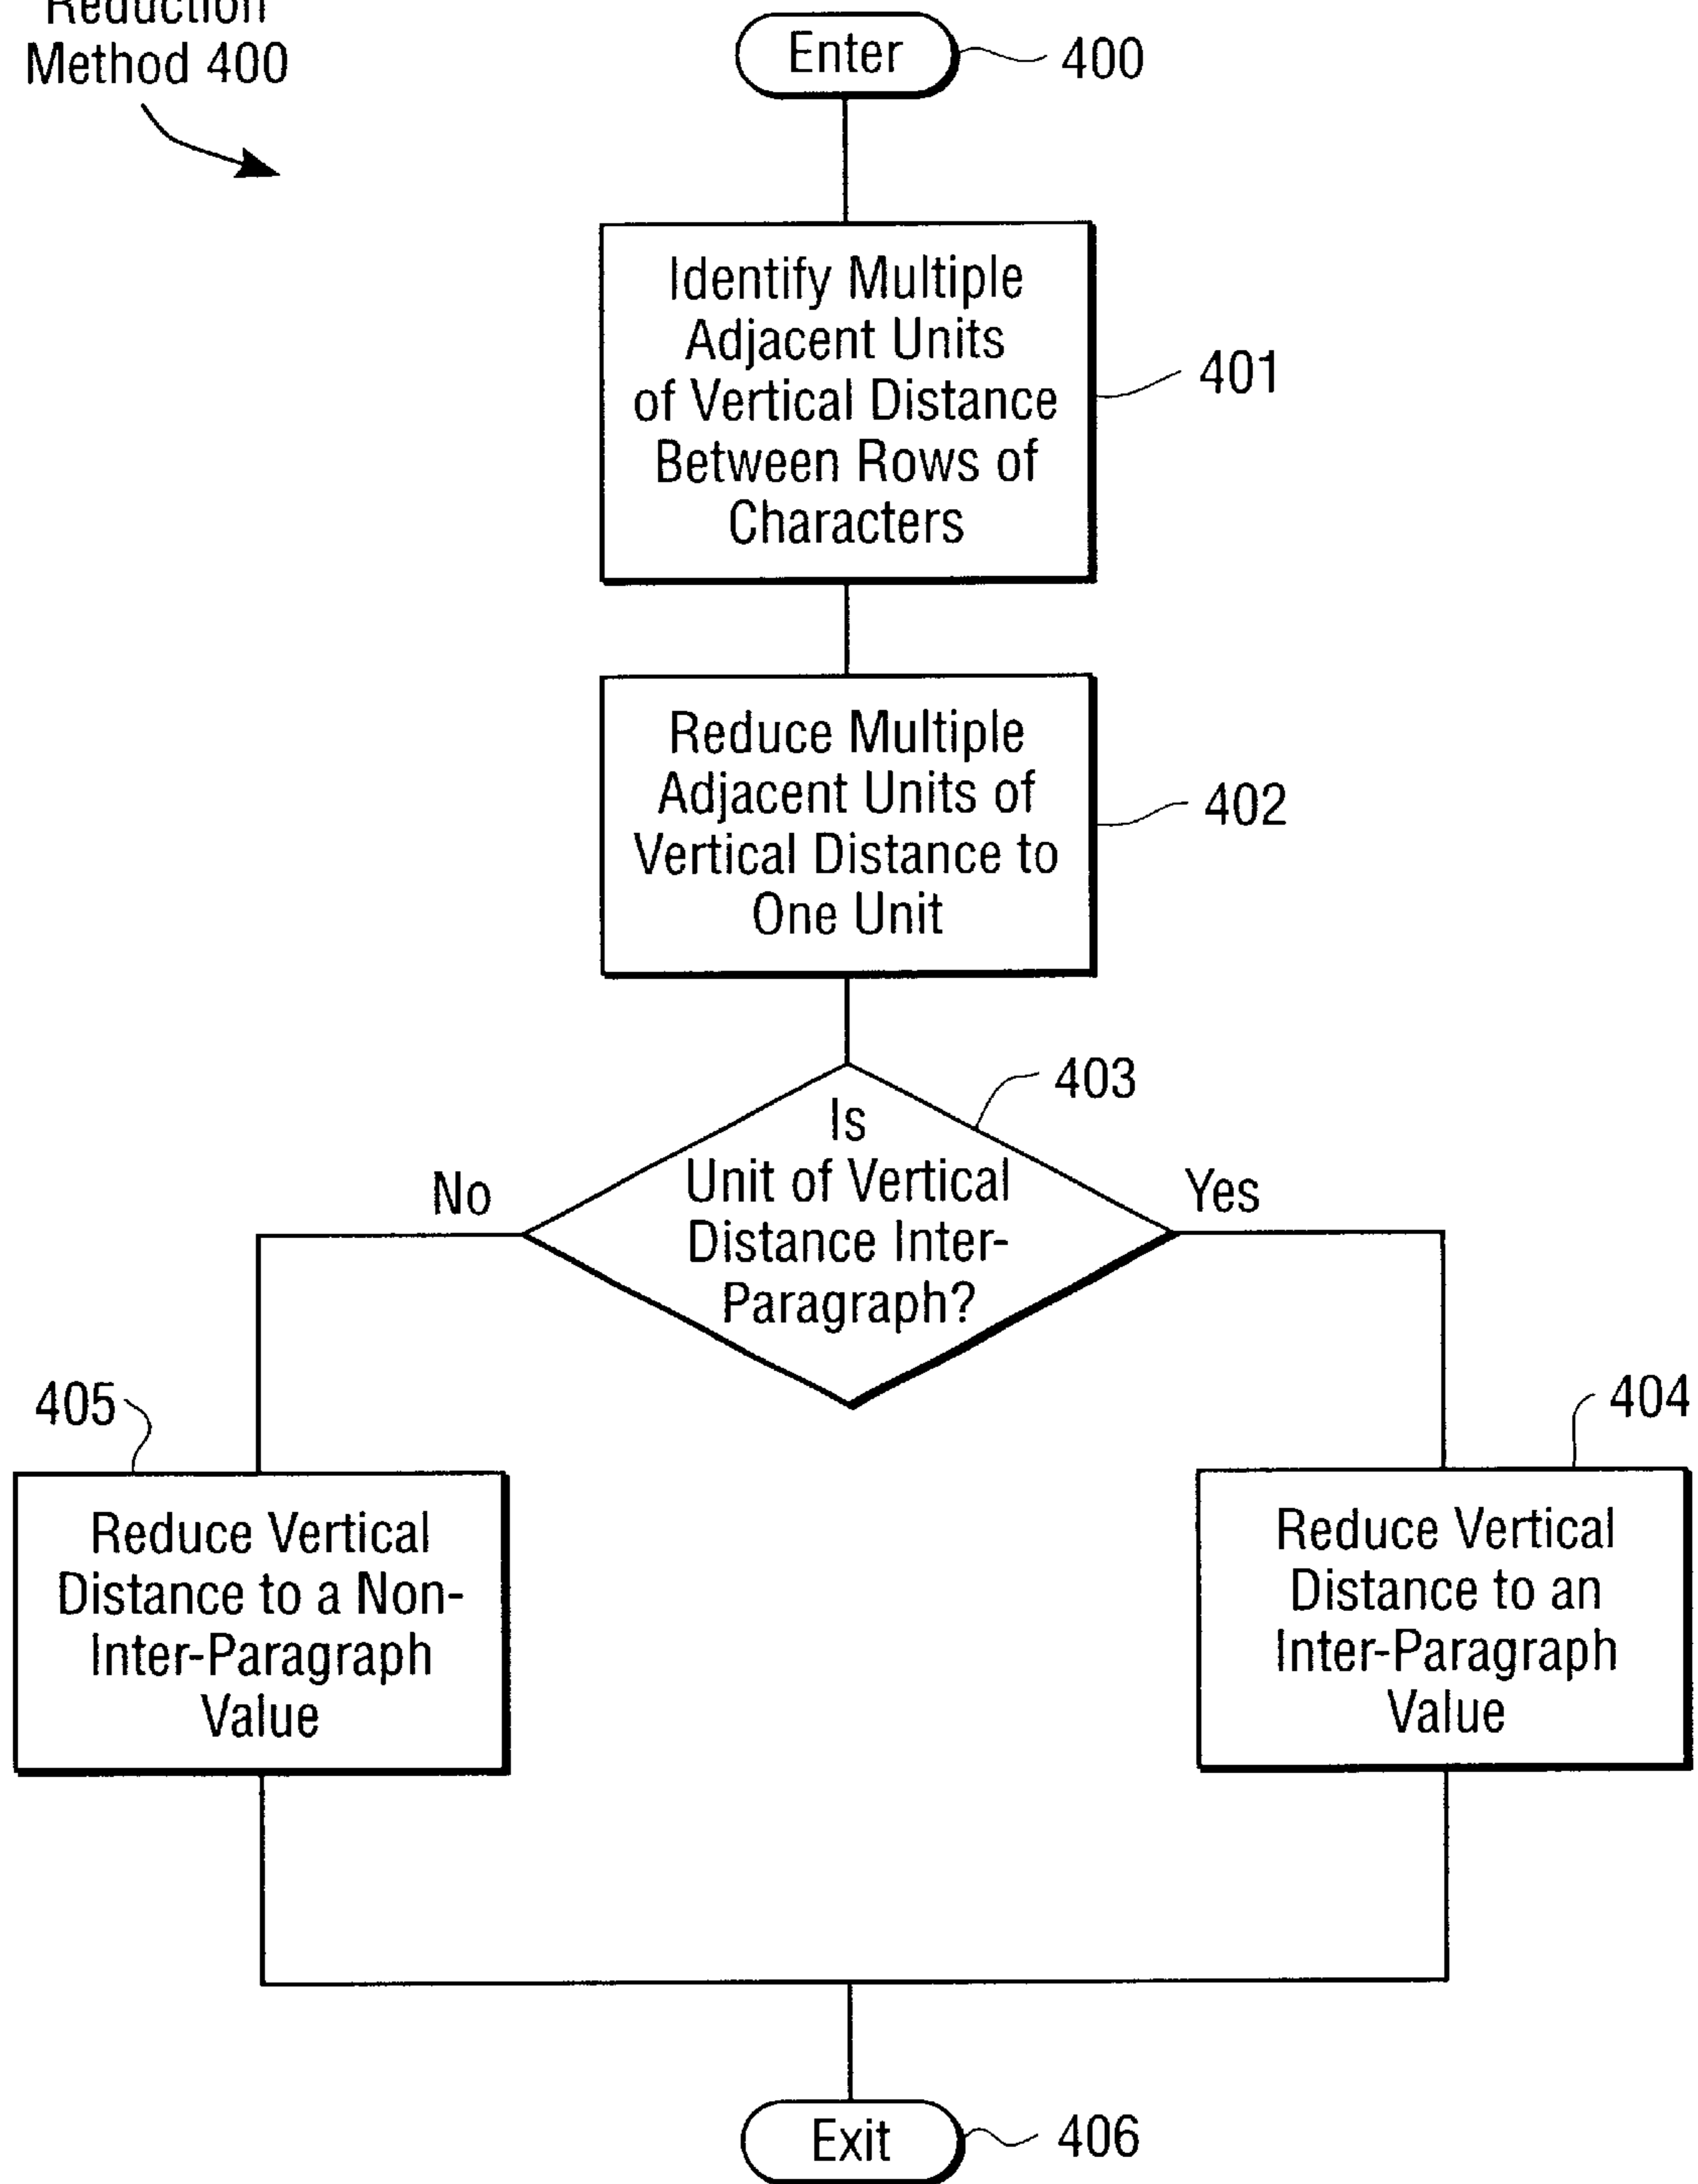 Reduction
Method 400
Enter
400
Identify Multiple
Adjacent Units
of Vertical Distance
Between Rows of
Characters
401
Reduce Multiple
Adjacent Units of
Vertical Distance to
One Unit
402
403
Is
Unit of Vertical
Distance Inter-
Paragraph?
No
Yes
405
404
Reduce Vertical
Distance to a Non-
Inter-Paragraph
Value
Reduce Vertical
Distance to an
Inter-Paragraph
Value
Exit
406